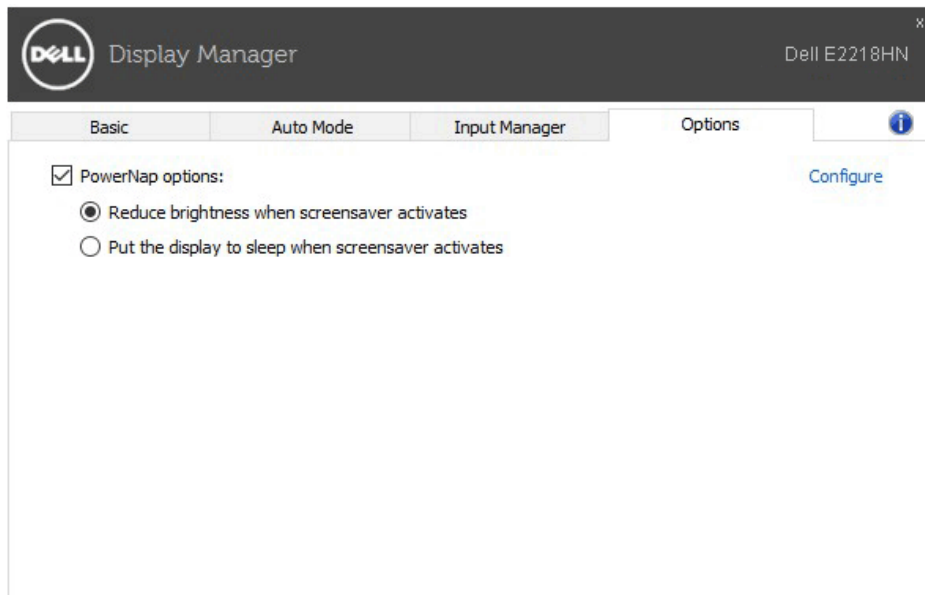 x
DELL Display Manager Dell E2218HN
Basic Auto Mode Input Manager Options
PowerNap options: Configure
Reduce brightness when screensaver activates
Put the display to sleep when screensaver activates